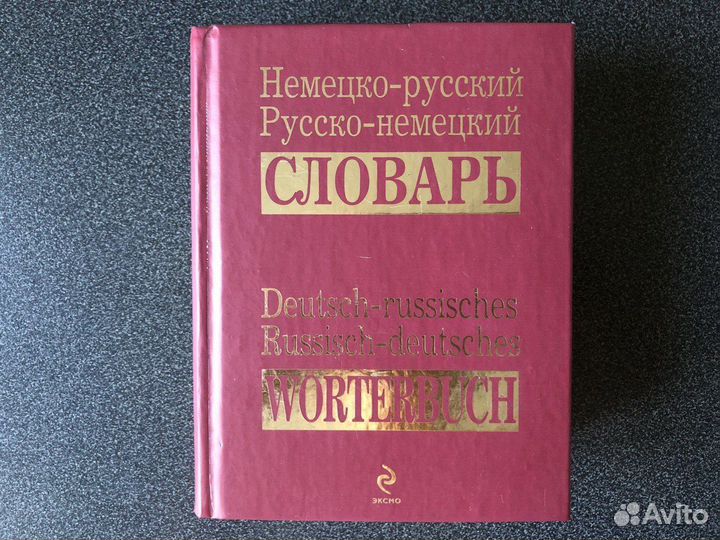 Немецко-русский
Русско-немецкий
СЛОВАРЬ
Deutsch-russisches
Russisch-deutsches
WÖRTERBUCH
ЭКСМО
Avito